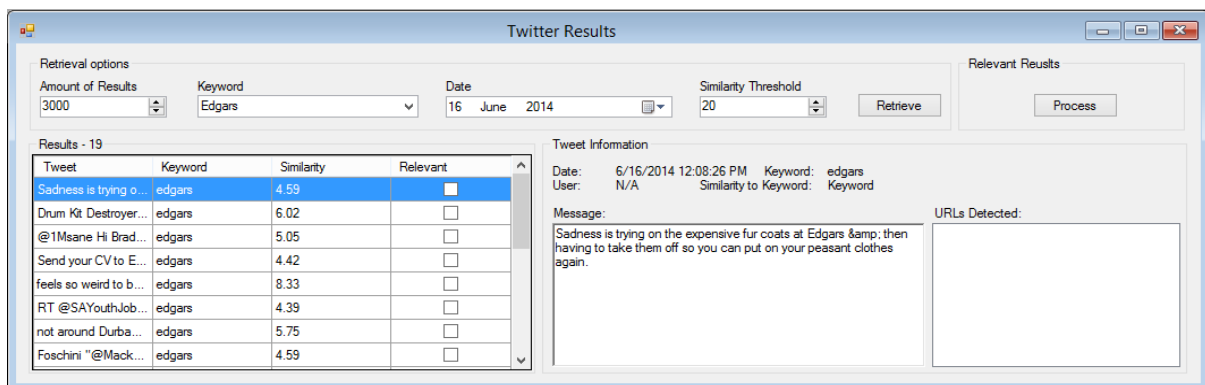 Twitter Results
Retrieval options
Relevant Reuslts
Amount of Results Keyword Date Similarity Threshold
3000 Edgars 16 June 2014 20 Retrieve Process
Results - 19
Tweet Keyword Similarity Relevant
Sadness is trying o... edgars 4.59
Drum Kit Destroyer... edgars 6.02
@1Msane Hi Brad... edgars 5.05
Send your CV to E... edgars 4.42
feels so weird to b... edgars 8.33
RT @SAYouthJob... edgars 4.39
not around Durba... edgars 5.75
Foschini "@Mack... edgars 4.59
Tweet Information
Date: 6/16/2014 12:08:26 PM Keyword: edgars
User: N/A Similarity to Keyword: Keyword
Message:
Sadness is trying on the expensive fur coats at Edgars &amp; then
having to take them off so you can put on your peasant clothes
again.
URLs Detected: